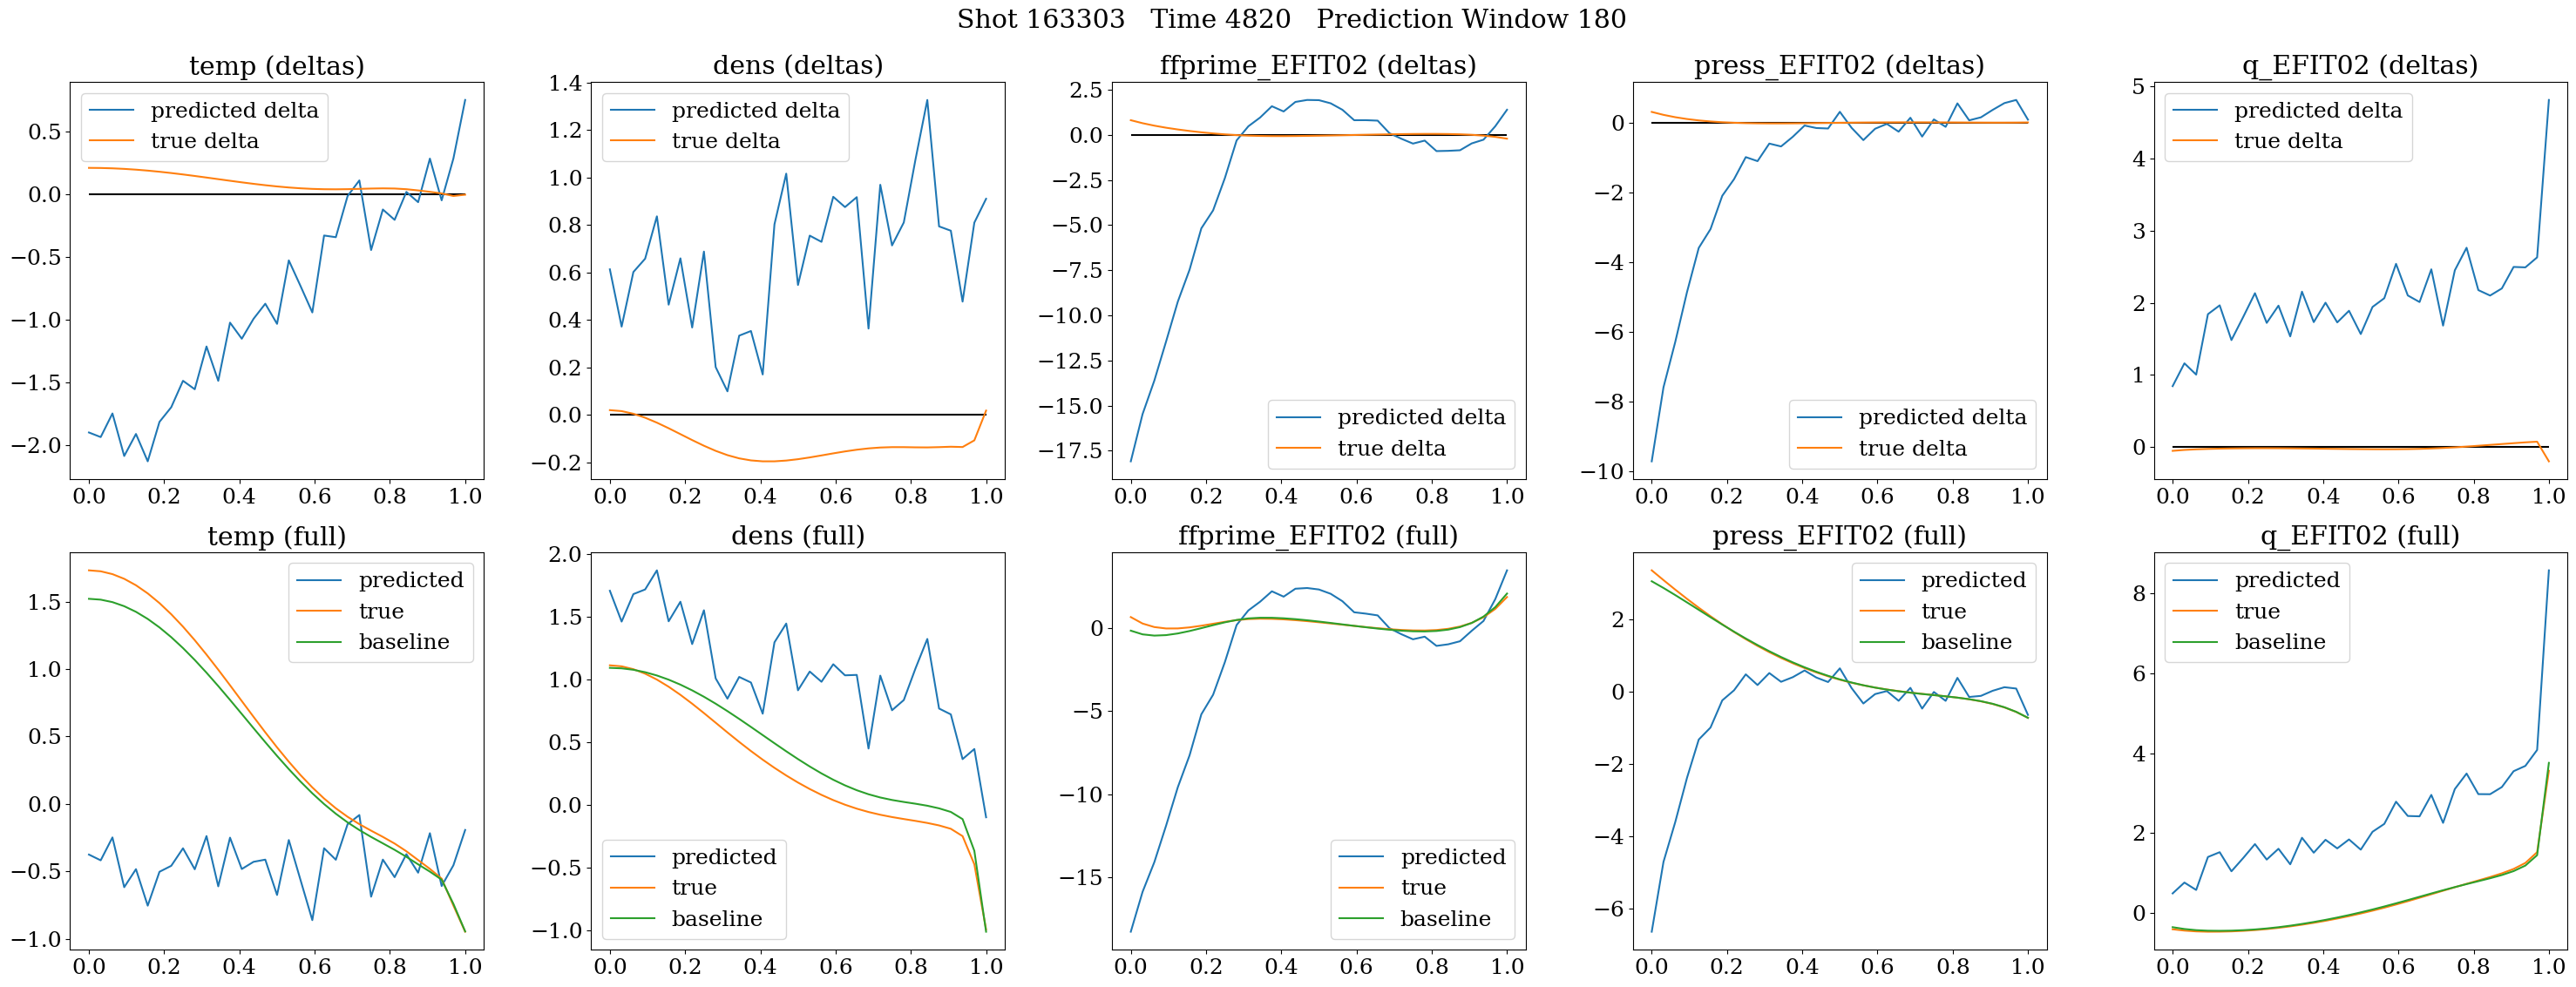 Shot 163303   Time 4820   Prediction Window 180
temp (deltas)
predicted delta
true delta
0.5
0.0
−0.5
−1.0
−1.5
−2.0
0.0 0.2 0.4 0.6 0.8 1.0
dens (deltas)
predicted delta
true delta
1.4
1.2
1.0
0.8
0.6
0.4
0.2
0.0
−0.2
0.0 0.2 0.4 0.6 0.8 1.0
ffprime_EFIT02 (deltas)
2.5
0.0
−2.5
−5.0
−7.5
−10.0
−12.5
−15.0
−17.5
predicted delta
true delta
0.0 0.2 0.4 0.6 0.8 1.0
press_EFIT02 (deltas)
0
−2
−4
−6
−8
−10
predicted delta
true delta
0.0 0.2 0.4 0.6 0.8 1.0
q_EFIT02 (deltas)
predicted delta
true delta
5
4
3
2
1
0
0.0 0.2 0.4 0.6 0.8 1.0
temp (full)
predicted
true
baseline
1.5
1.0
0.5
0.0
−0.5
−1.0
0.0 0.2 0.4 0.6 0.8 1.0
dens (full)
2.0
1.5
1.0
0.5
0.0
−0.5
−1.0
predicted
true
baseline
0.0 0.2 0.4 0.6 0.8 1.0
ffprime_EFIT02 (full)
0
−5
−10
−15
predicted
true
baseline
0.0 0.2 0.4 0.6 0.8 1.0
press_EFIT02 (full)
predicted
true
baseline
2
0
−2
−4
−6
0.0 0.2 0.4 0.6 0.8 1.0
q_EFIT02 (full)
predicted
true
baseline
8
6
4
2
0
0.0 0.2 0.4 0.6 0.8 1.0